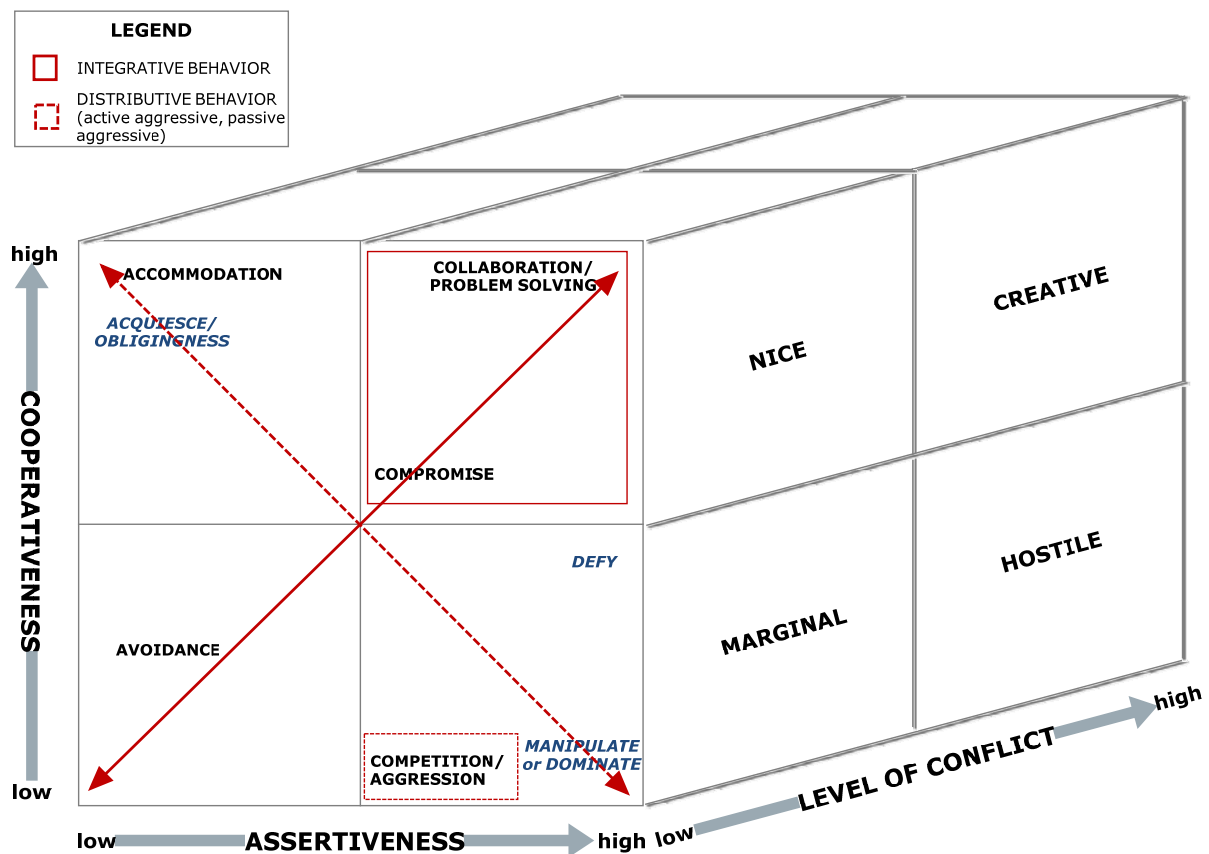 LEGEND
INTEGRATIVE BEHAVIOR
DISTRIBUTIVE BEHAVIOR
(active aggressive, passive
aggressive)
high
ACCOMMODATION
COLLABORATION/
PROBLEM SOLVING
ACQUIESCE/
OBLIGINGNESS
NICE
CREATIVE
COOPERATIVENESS
COMPROMISE
DEFY
HOSTILE
AVOIDANCE
MARGINAL
COMPETITION/
AGGRESSION
MANIPULATE
or DOMINATE
low
low
ASSERTIVENESS
high
low
LEVEL OF CONFLICT
high